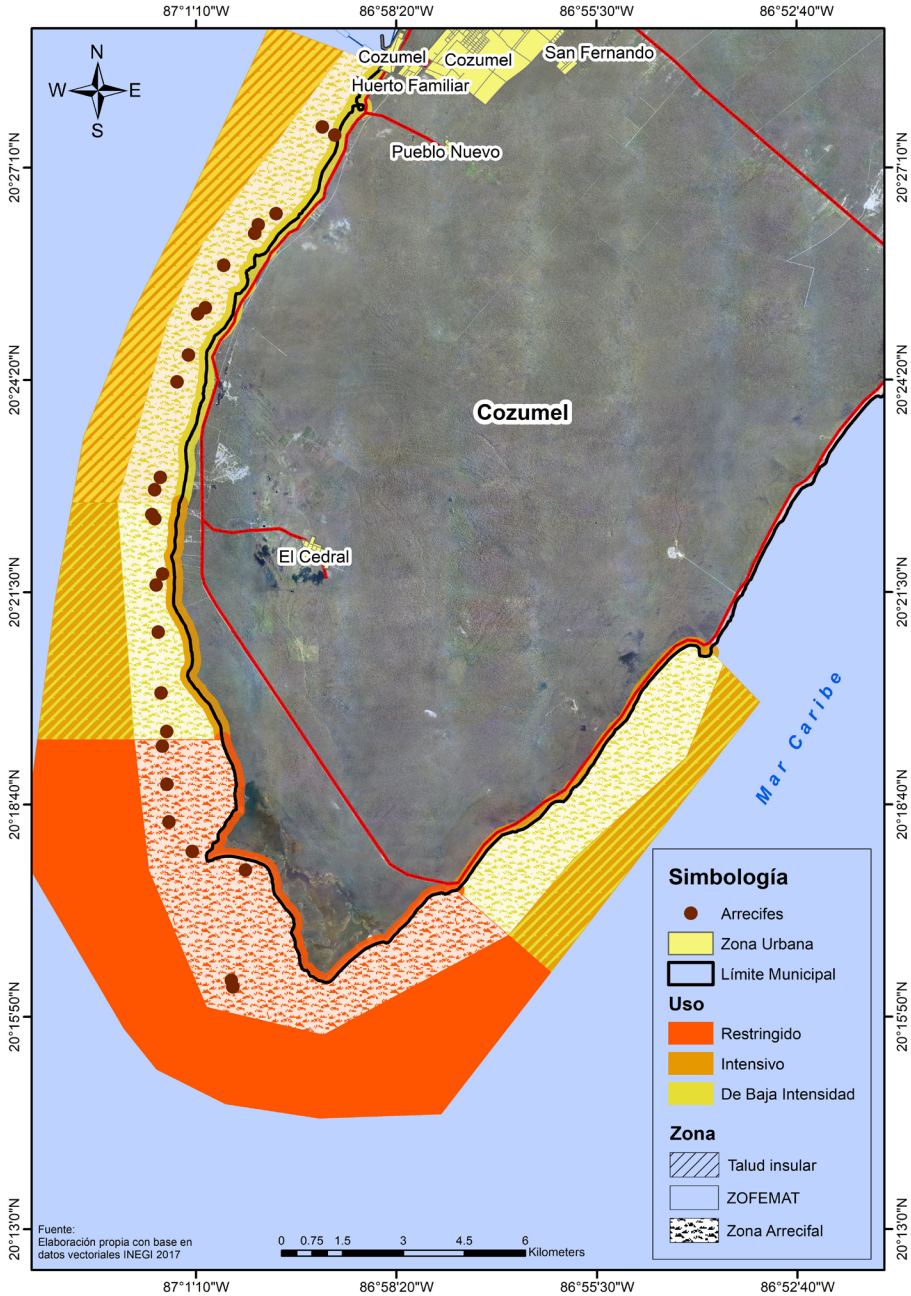 87°1'10"W 86°58'20"W 86°55'30"W 86°52'40"W
N
W E
S
Cozumel Cozumel San Fernando
Huerto Familiar
Pueblo Nuevo
20°27'10"N 20°27'10"N
20°24'20"N 20°24'20"N
Cozumel
El Cedral
20°21'30"N 20°21'30"N
Mar Caribe
20°18'40"N 20°18'40"N
20°15'50"N 20°15'50"N
20°13'0"N 20°13'0"N
Simbología
Arrecifes
Zona Urbana
Límite Municipal
Uso
Restringido
Intensivo
De Baja Intensidad
Zona
Talud insular
ZOFEMAT
Zona Arrecifal
Fuente:
Elaboración propia con base en
datos vectoriales INEGI 2017
0 0.75 1.5 3 4.5 6
Kilometers
87°1'10"W 86°58'20"W 86°55'30"W 86°52'40"W